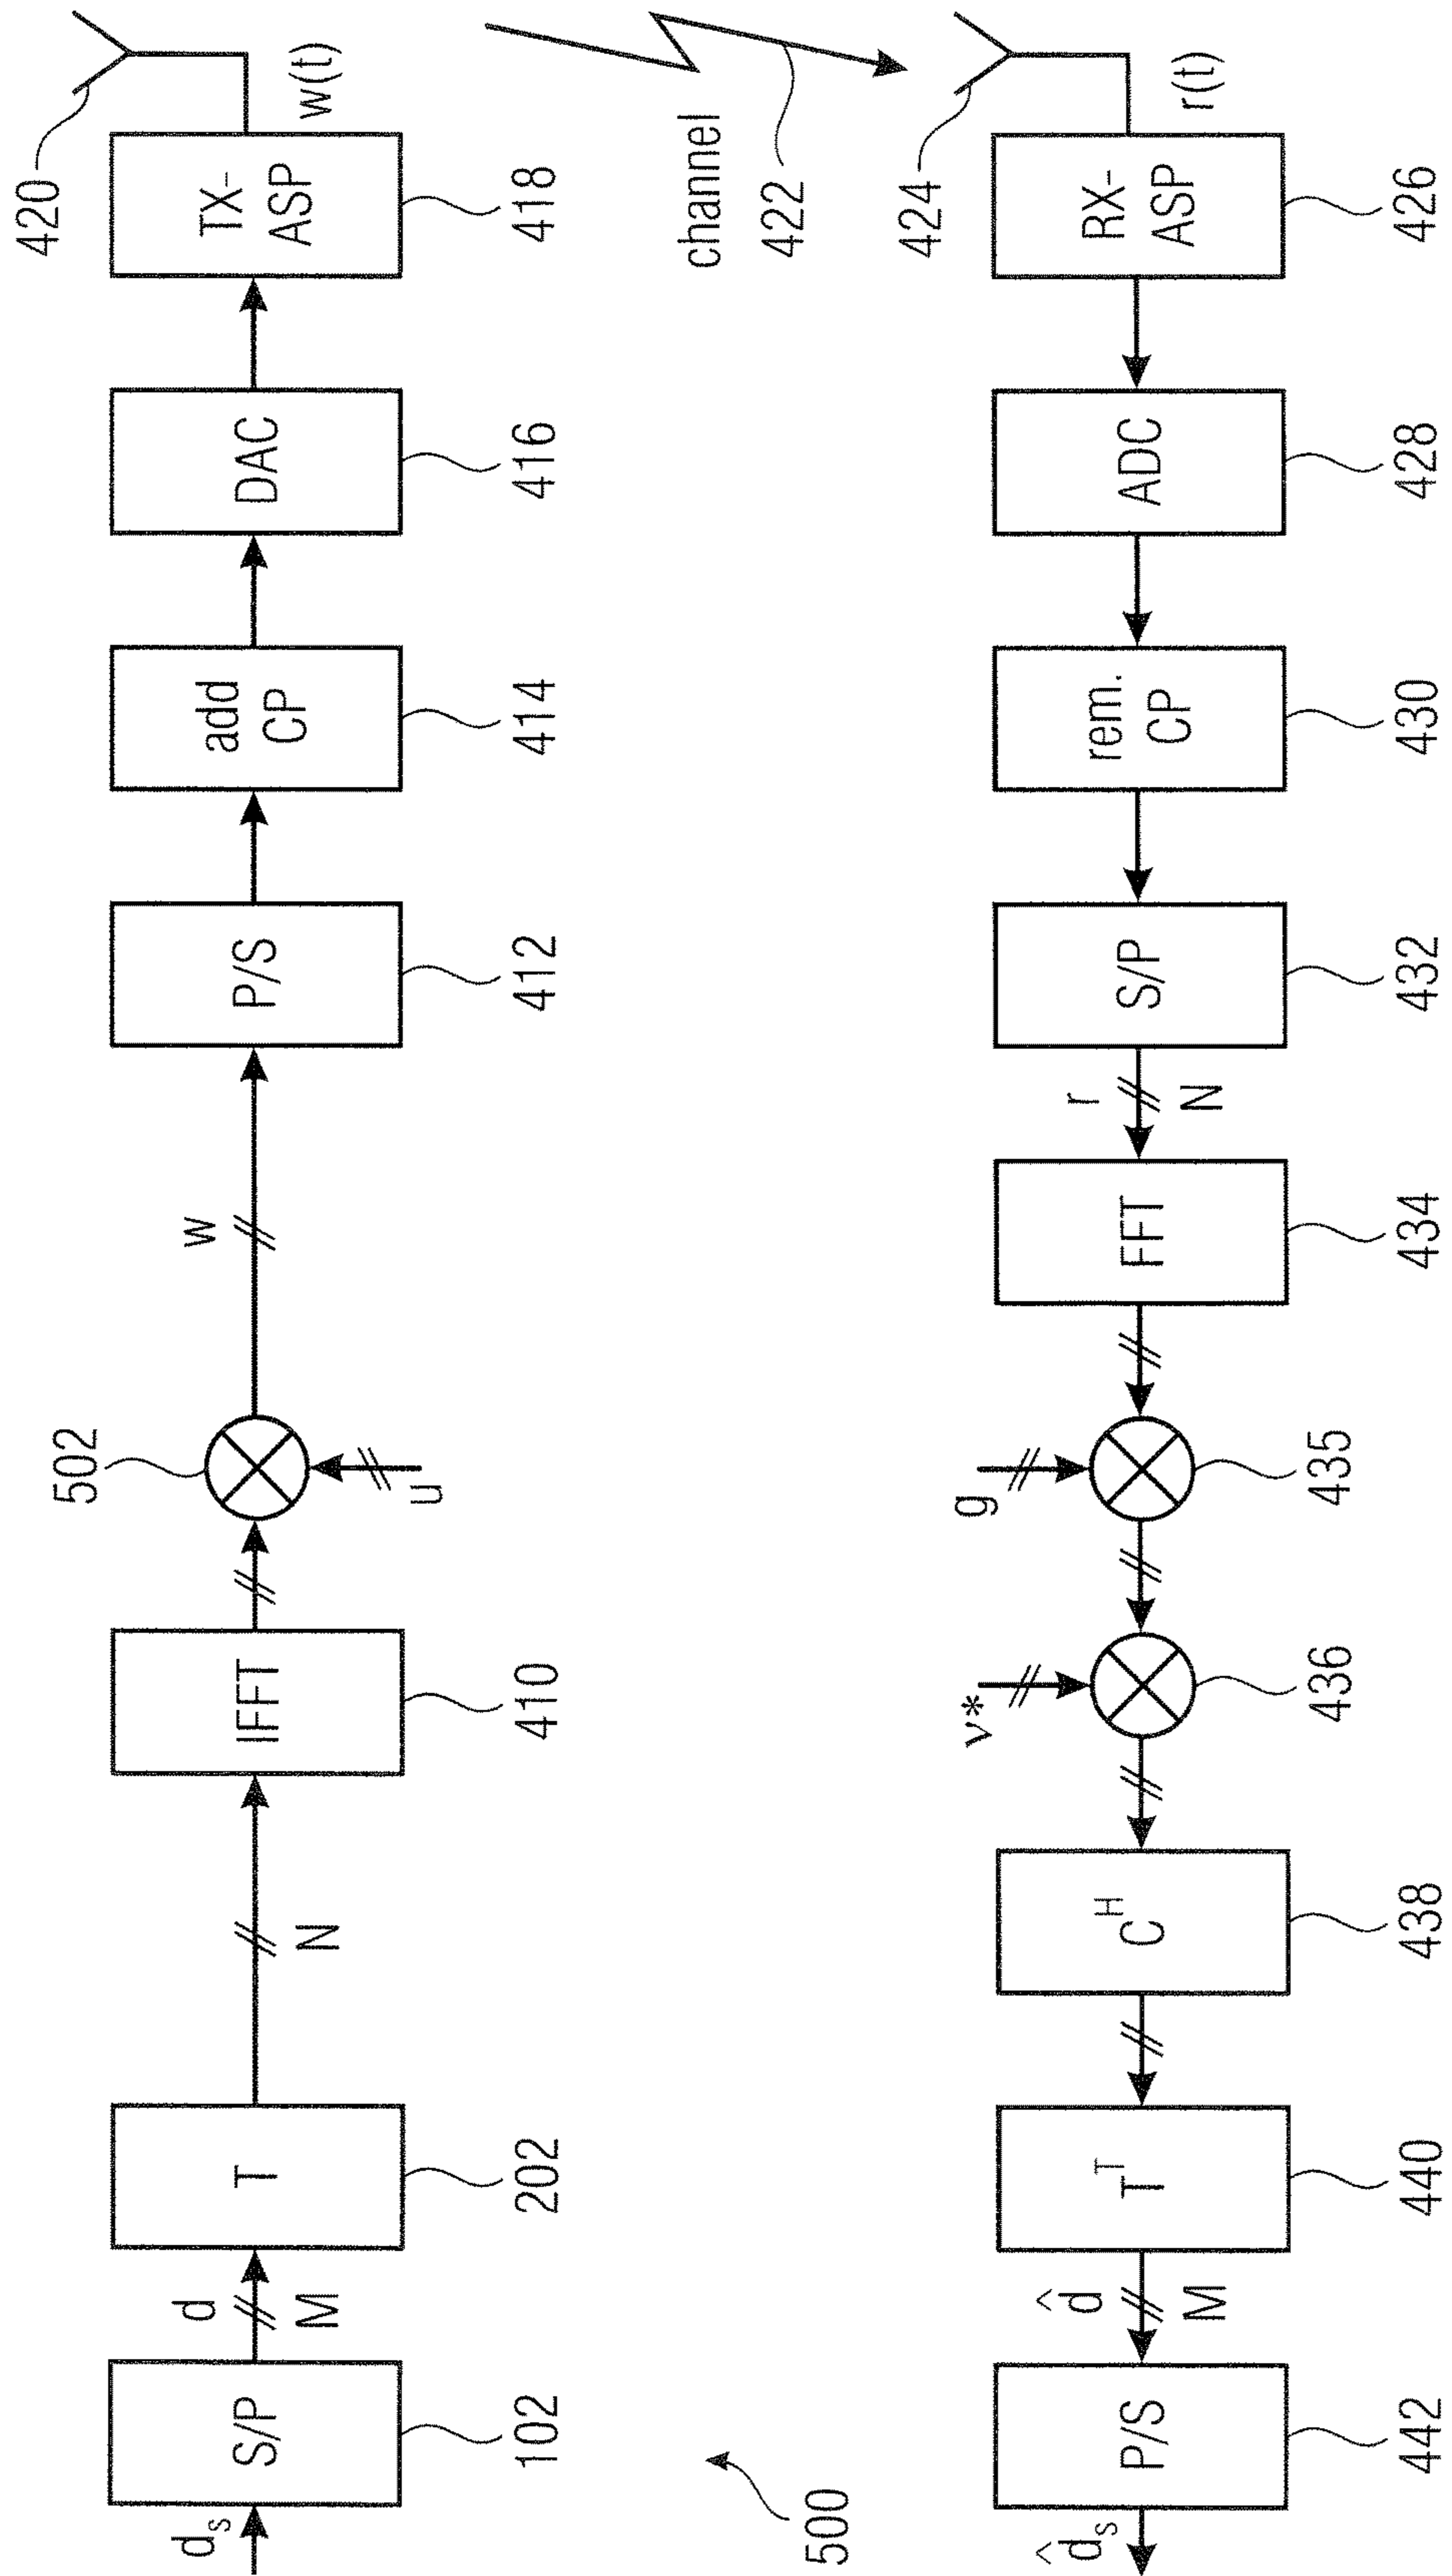 d_s
S/P
102
d
M
T
202
N
IFFT
410
502
u
w
P/S
412
add
CP
414
DAC
416
TX-
ASP
418
420
w(t)
channel
422
500
424
r(t)
RX-
ASP
426
ADC
428
rem.
CP
430
S/P
432
r
N
FFT
434
g
435
ν*
436
C^H
438
T^T
440
d̂
M
P/S
442
d̂_s